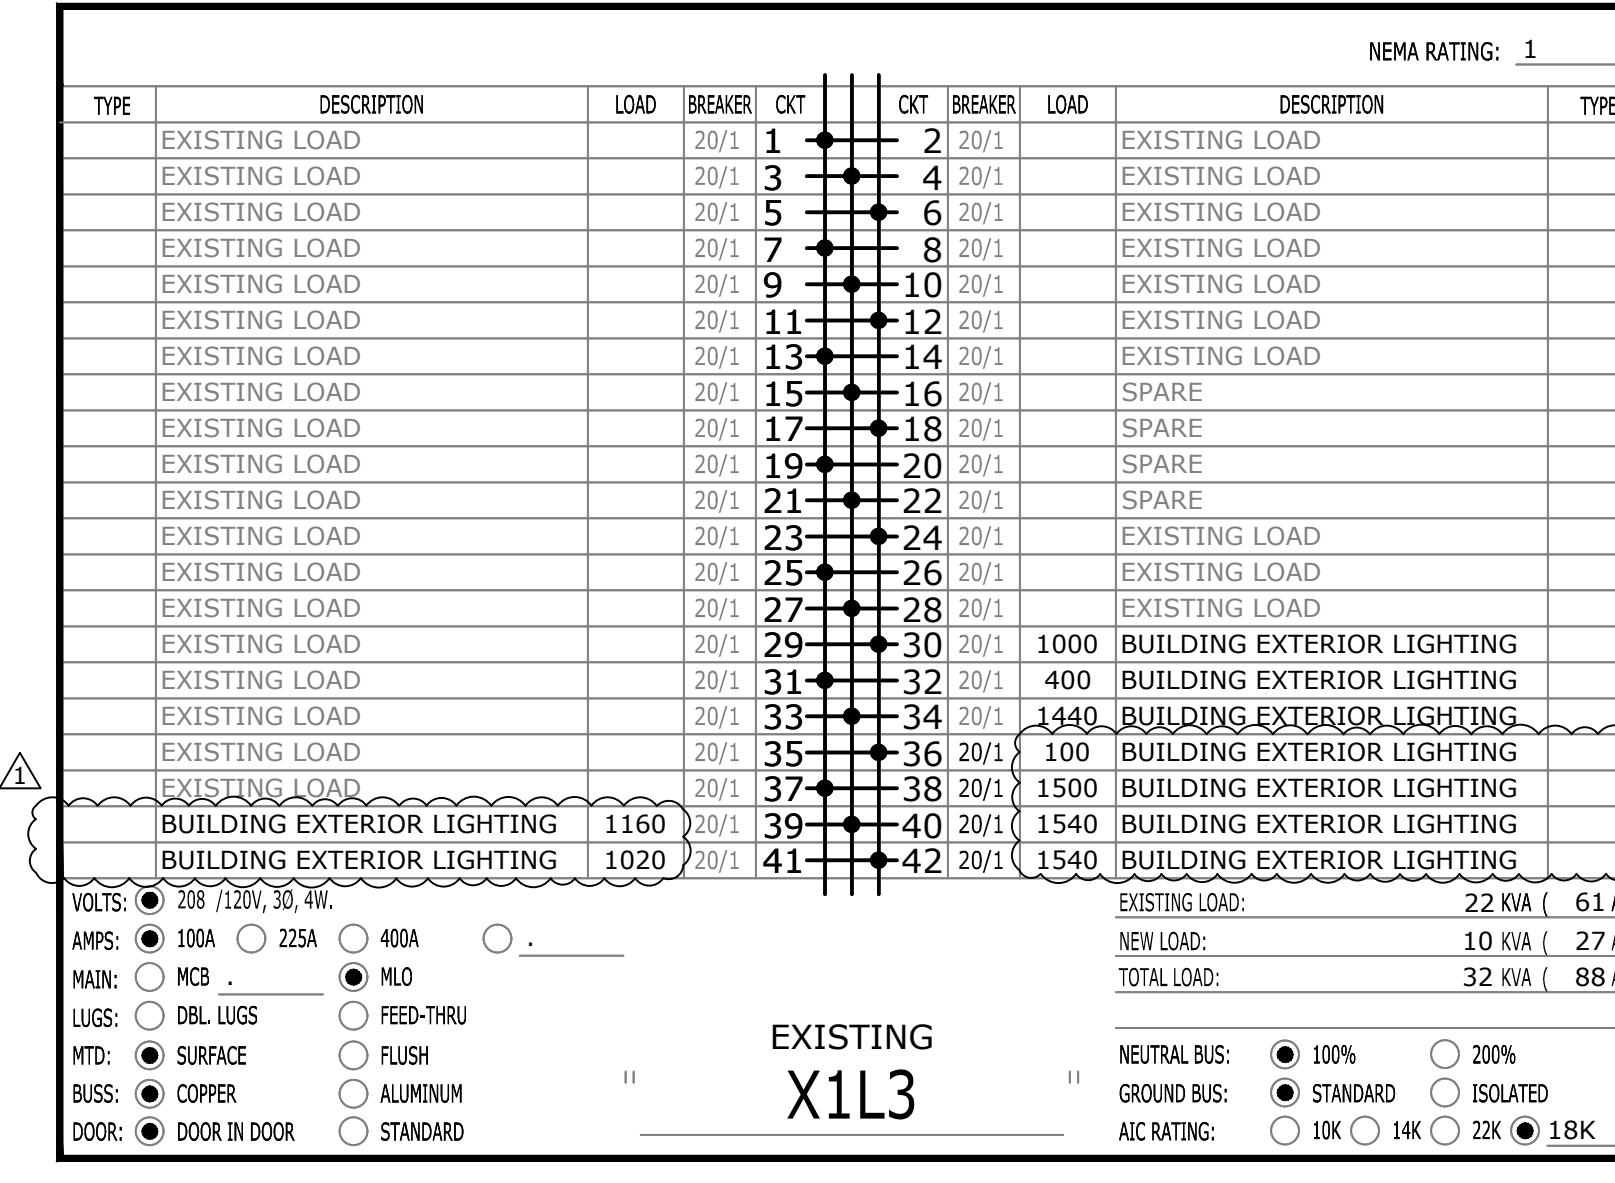 NEMA RATING: 1
TYPE DESCRIPTION LOAD BREAKER CKT CKT BREAKER LOAD DESCRIPTION TYPE
EXISTING LOAD 20/1 1 2 20/1 EXISTING LOAD
EXISTING LOAD 20/1 3 4 20/1 EXISTING LOAD
EXISTING LOAD 20/1 5 6 20/1 EXISTING LOAD
EXISTING LOAD 20/1 7 8 20/1 EXISTING LOAD
EXISTING LOAD 20/1 9 10 20/1 EXISTING LOAD
EXISTING LOAD 20/1 11 12 20/1 EXISTING LOAD
EXISTING LOAD 20/1 13 14 20/1 EXISTING LOAD
EXISTING LOAD 20/1 15 16 20/1 SPARE
EXISTING LOAD 20/1 17 18 20/1 SPARE
EXISTING LOAD 20/1 19 20 20/1 SPARE
EXISTING LOAD 20/1 21 22 20/1 SPARE
EXISTING LOAD 20/1 23 24 20/1 EXISTING LOAD
EXISTING LOAD 20/1 25 26 20/1 EXISTING LOAD
EXISTING LOAD 20/1 27 28 20/1 EXISTING LOAD
EXISTING LOAD 20/1 29 30 20/1 1000 BUILDING EXTERIOR LIGHTING
EXISTING LOAD 20/1 31 32 20/1 400 BUILDING EXTERIOR LIGHTING
EXISTING LOAD 20/1 33 34 20/1 1440 BUILDING EXTERIOR LIGHTING
EXISTING LOAD 20/1 35 36 20/1 100 BUILDING EXTERIOR LIGHTING
1 EXISTING LOAD 20/1 37 38 20/1 1500 BUILDING EXTERIOR LIGHTING
BUILDING EXTERIOR LIGHTING 1160 20/1 39 40 20/1 1540 BUILDING EXTERIOR LIGHTING
BUILDING EXTERIOR LIGHTING 1020 20/1 41 42 20/1 1540 BUILDING EXTERIOR LIGHTING
VOLTS: 208 /120V, 3Ø, 4W. EXISTING LOAD: 22 KVA ( 61 A
AMPS: 100A 225A 400A . NEW LOAD: 10 KVA ( 27 A
MAIN: MCB . MLO TOTAL LOAD: 32 KVA ( 88 A
LUGS: DBL. LUGS FEED-THRU
EXISTING
MTD: SURFACE FLUSH NEUTRAL BUS: 100% 200%
BUSS: COPPER ALUMINUM " X1L3 " GROUND BUS: STANDARD ISOLATED
DOOR: DOOR IN DOOR STANDARD AIC RATING: 10K 14K 22K 18K